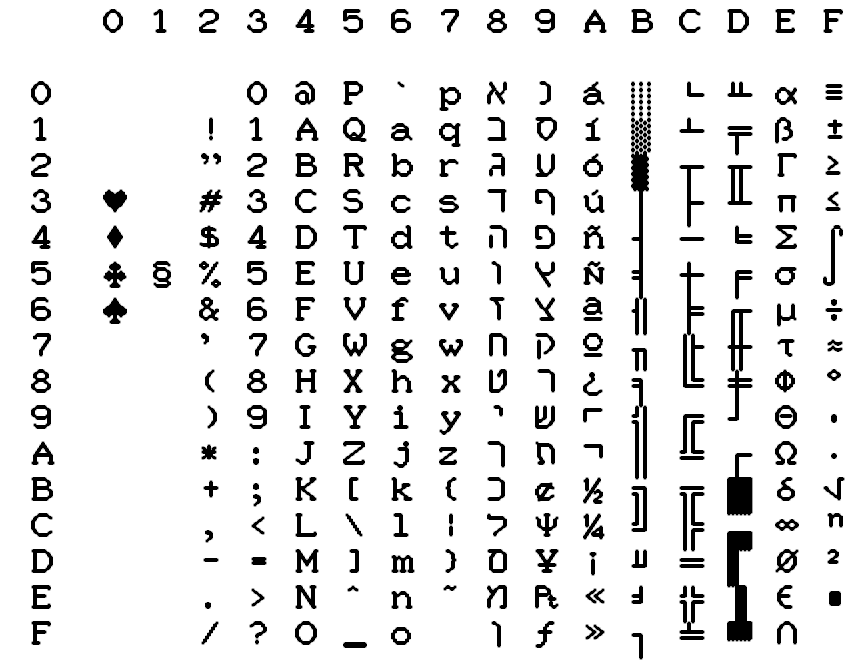 0 1 2 3 4 5 6 7 8 9 A B C D E F
0 0 @ P ` p א נ á ░ └ ╨ α ≡
1 ! 1 A Q a q ב ס í ▒ ┴ ╤ β ±
2 " 2 B R b r ג ע ó ▓ ┬ ╥ Γ ≥
3 ♥ # 3 C S c s ד ף ú │ ├ ╙ π ≤
4 ♦ $ 4 D T d t ה פ ñ ┤ ─ ╘ Σ ⌠
5 ♣ § % 5 E U e u ו ץ Ñ ╡ ┼ ╒ σ ⌡
6 ♠ & 6 F V f v ז צ ª ╢ ╞ ╓ μ ÷
7 ' 7 G W g w ח ק º ╖ ╟ ╫ τ ≈
8 ( 8 H X h x ט ר ¿ ╕ ╚ ╪ Φ °
9 ) 9 I Y i y י ש ⌐ ╣ ╔ ┘ Θ ∙
A * : J Z j z ך ת ¬ ║ ╩ ┌ Ω ·
B + ; K [ k { כ ¢ ½ ╗ ╦ █ δ √
C , < L \ l ¦ ל Ψ ¼ ╝ ╠ ▄ ∞ ⁿ
D - = M ] m } ם ¥ ¡ ╜ ═ ▌ Ø ²
E . > N ^ n ~ מ ₧ « ╛ ╬ ▐ ∈ ■
F / ? O _ o ן ƒ » ┐ ╧ ▀ ∩